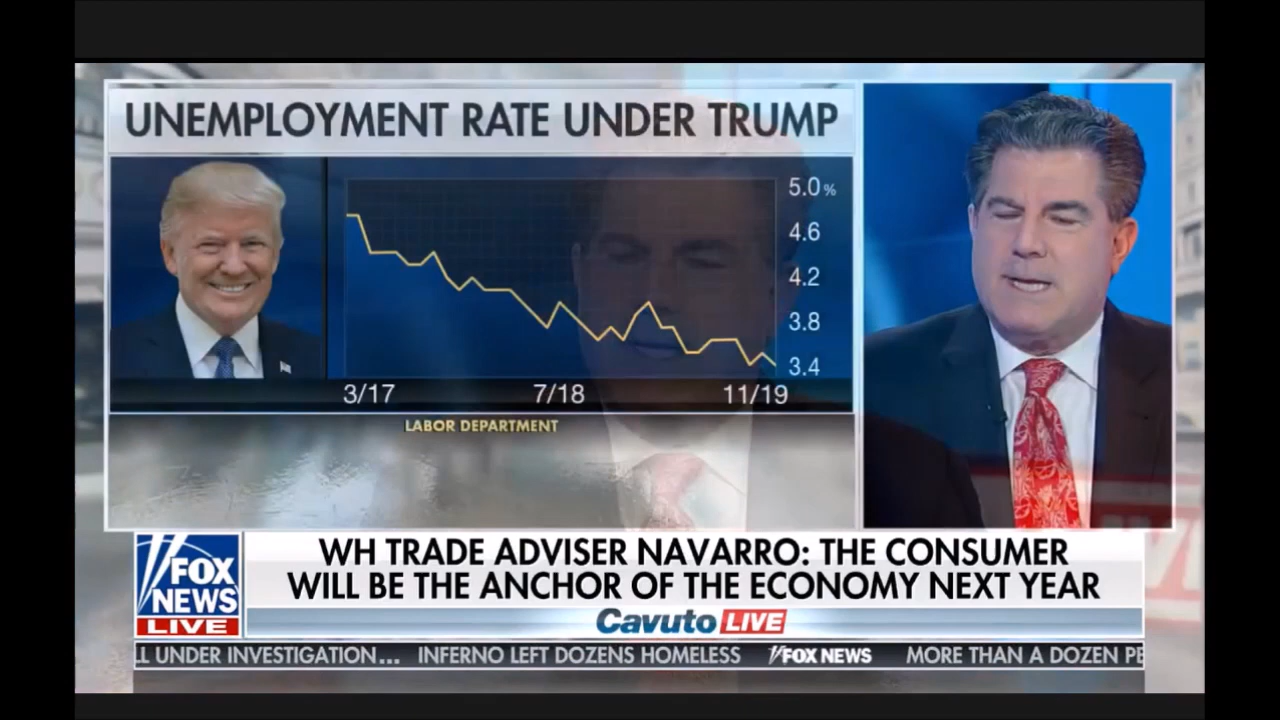 UNEMPLOYMENT RATE UNDER TRUMP
5.0%
4.6
4.2
3.8
3.4
3/17 7/18 11/19
LABOR DEPARTMENT
FOX
NEWS
LIVE
WH TRADE ADVISER NAVARRO: THE CONSUMER
WILL BE THE ANCHOR OF THE ECONOMY NEXT YEAR
Cavuto LIVE
UNDER INVESTIGATION... INFERNO LEFT DOZENS HOMELESS FOX NEWS MORE THAN A DOZEN